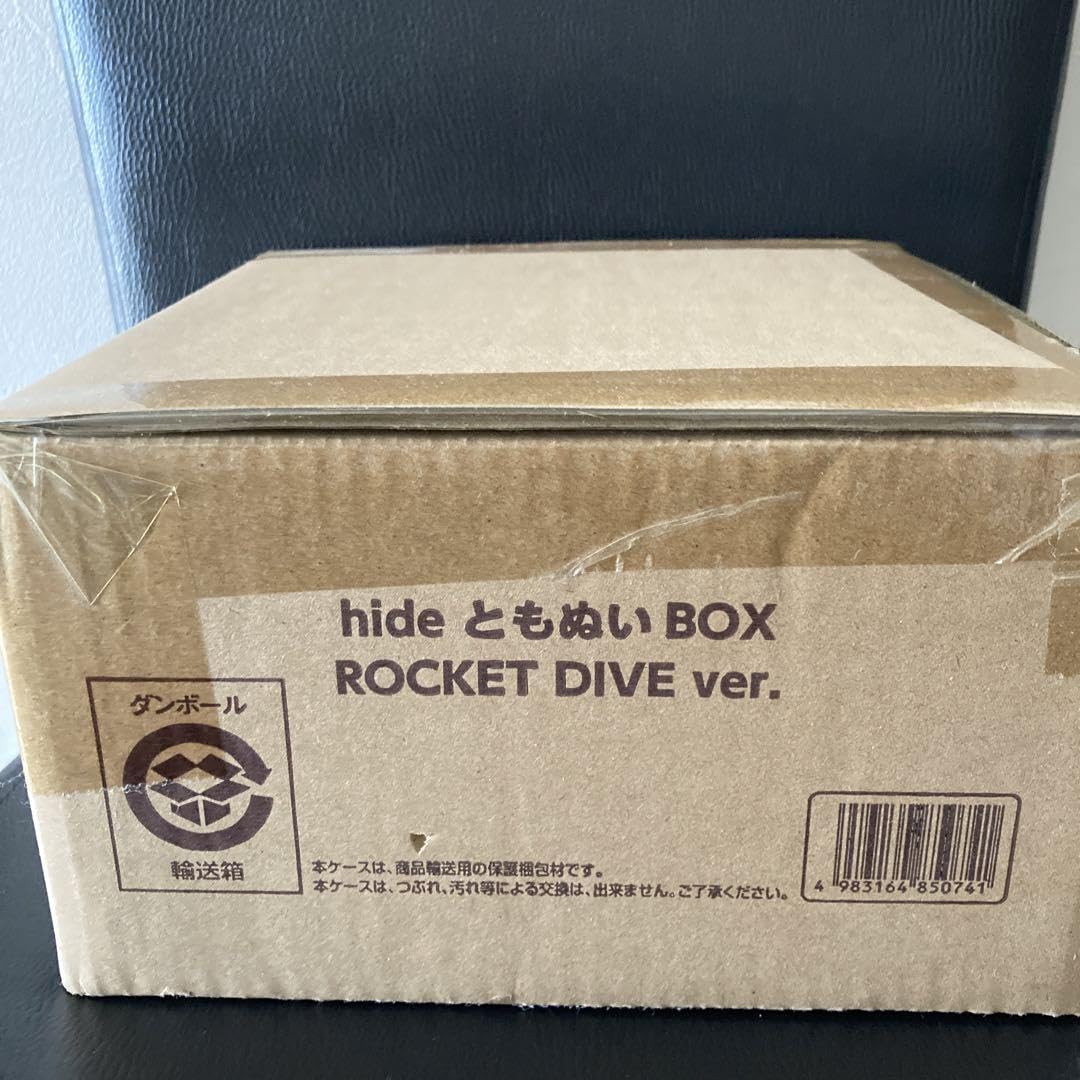 hide ともぬい BOX
ROCKET DIVE ver.
ダンボール
輸送箱
本ケースは、商品輸送用の保護梱包材です。
本ケースは、つぶれ、汚れ等による交換は、出来ません。ご了承ください。
4 983164 850741